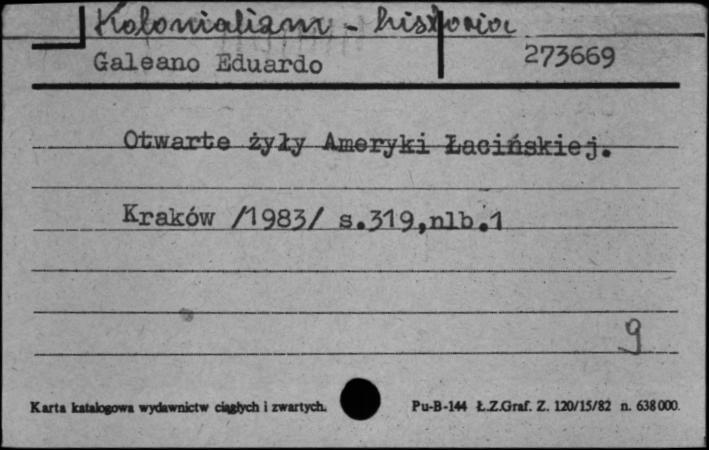 Kolonializm - historia
Galeano Eduardo 273669
Otwarte żyły Ameryki Łacińskiej.
Kraków /1983/ s.319,nlb.1
g
Karta katalogowa wydawnictw ciągłych i zwartych. Pu-B-144 Ł.Z.Graf. Z. 120/15/82 n. 638000.